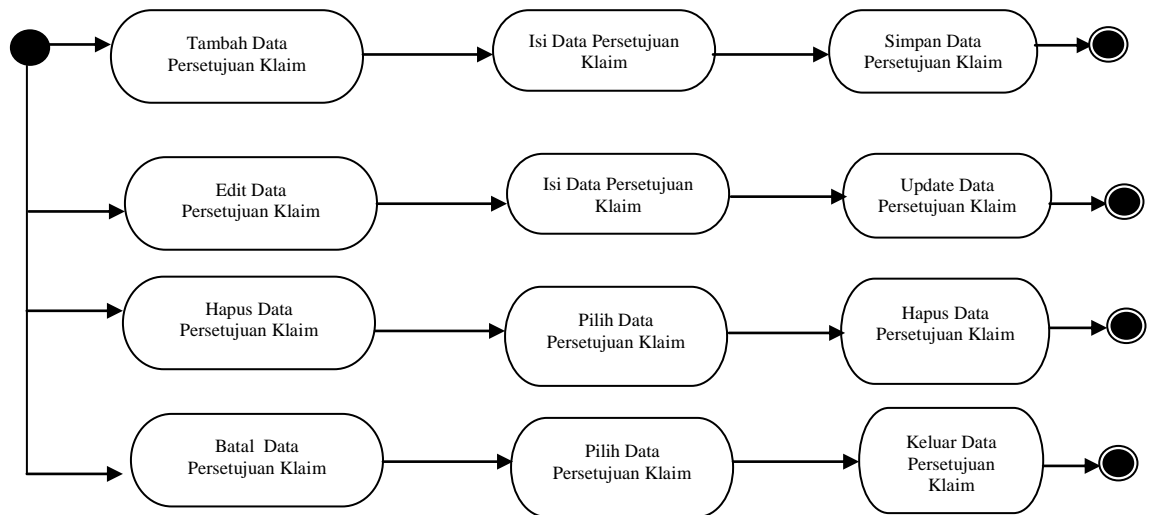 Tambah Data
Persetujuan Klaim
Isi Data Persetujuan
Klaim
Simpan Data
Persetujuan Klaim
Edit Data
Persetujuan Klaim
Isi Data Persetujuan
Klaim
Update Data
Persetujuan Klaim
Hapus Data
Persetujuan Klaim
Pilih Data
Persetujuan Klaim
Hapus Data
Persetujuan Klaim
Batal Data
Persetujuan Klaim
Pilih Data
Persetujuan Klaim
Keluar Data
Persetujuan
Klaim